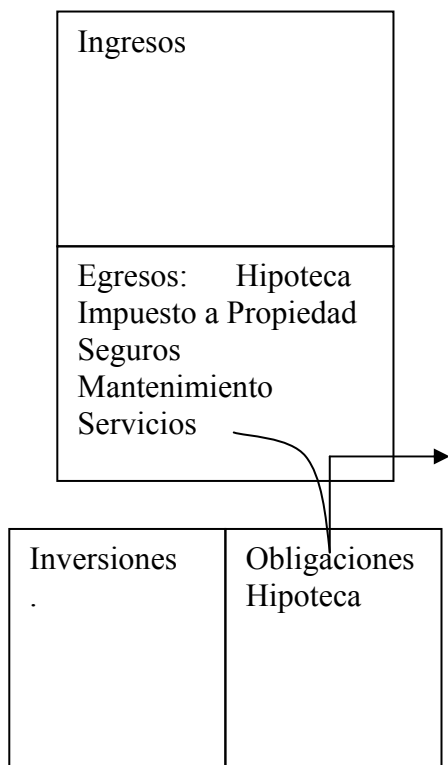 Ingresos
Egresos: Hipoteca
Impuesto a Propiedad
Seguros
Mantenimiento
Servicios
Inversiones
.
Obligaciones
Hipoteca